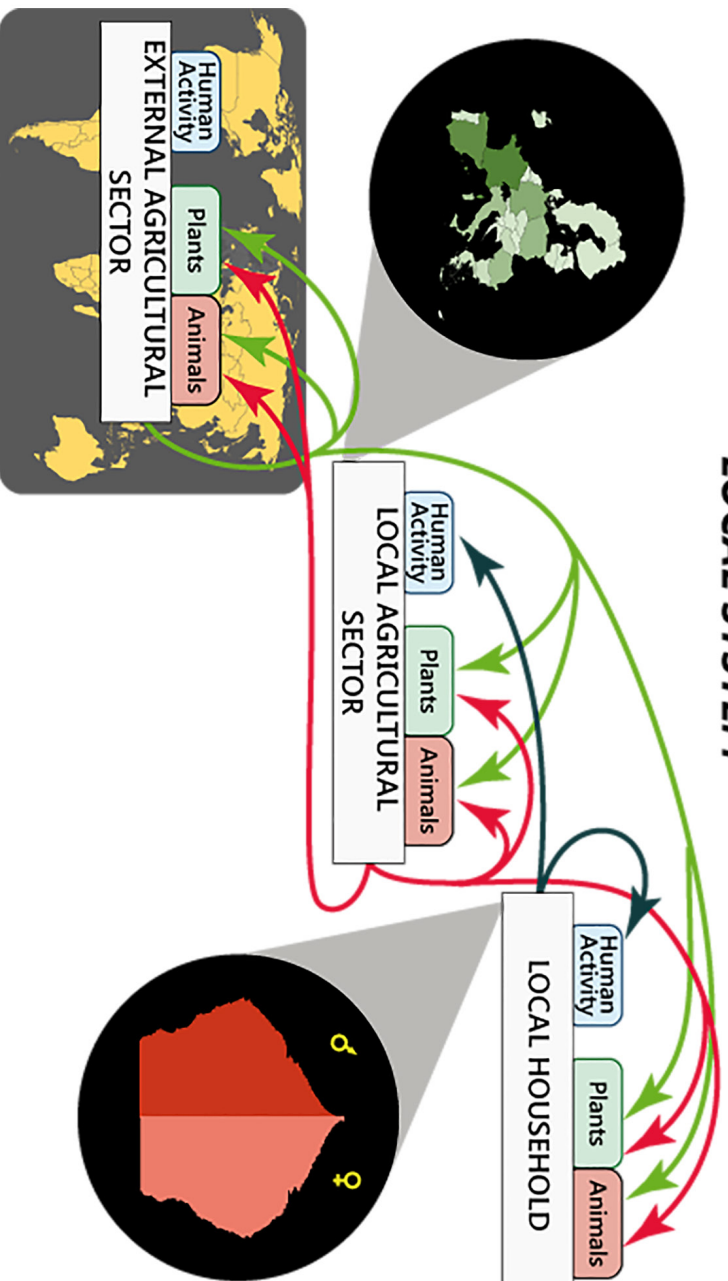 Human
Activity
Plants
Animals
LOCAL HOUSEHOLD
Human
Activity
Plants
Animals
LOCAL AGRICULTURAL
SECTOR
Human
Activity
Plants
Animals
EXTERNAL AGRICULTURAL
SECTOR
♂ ♀